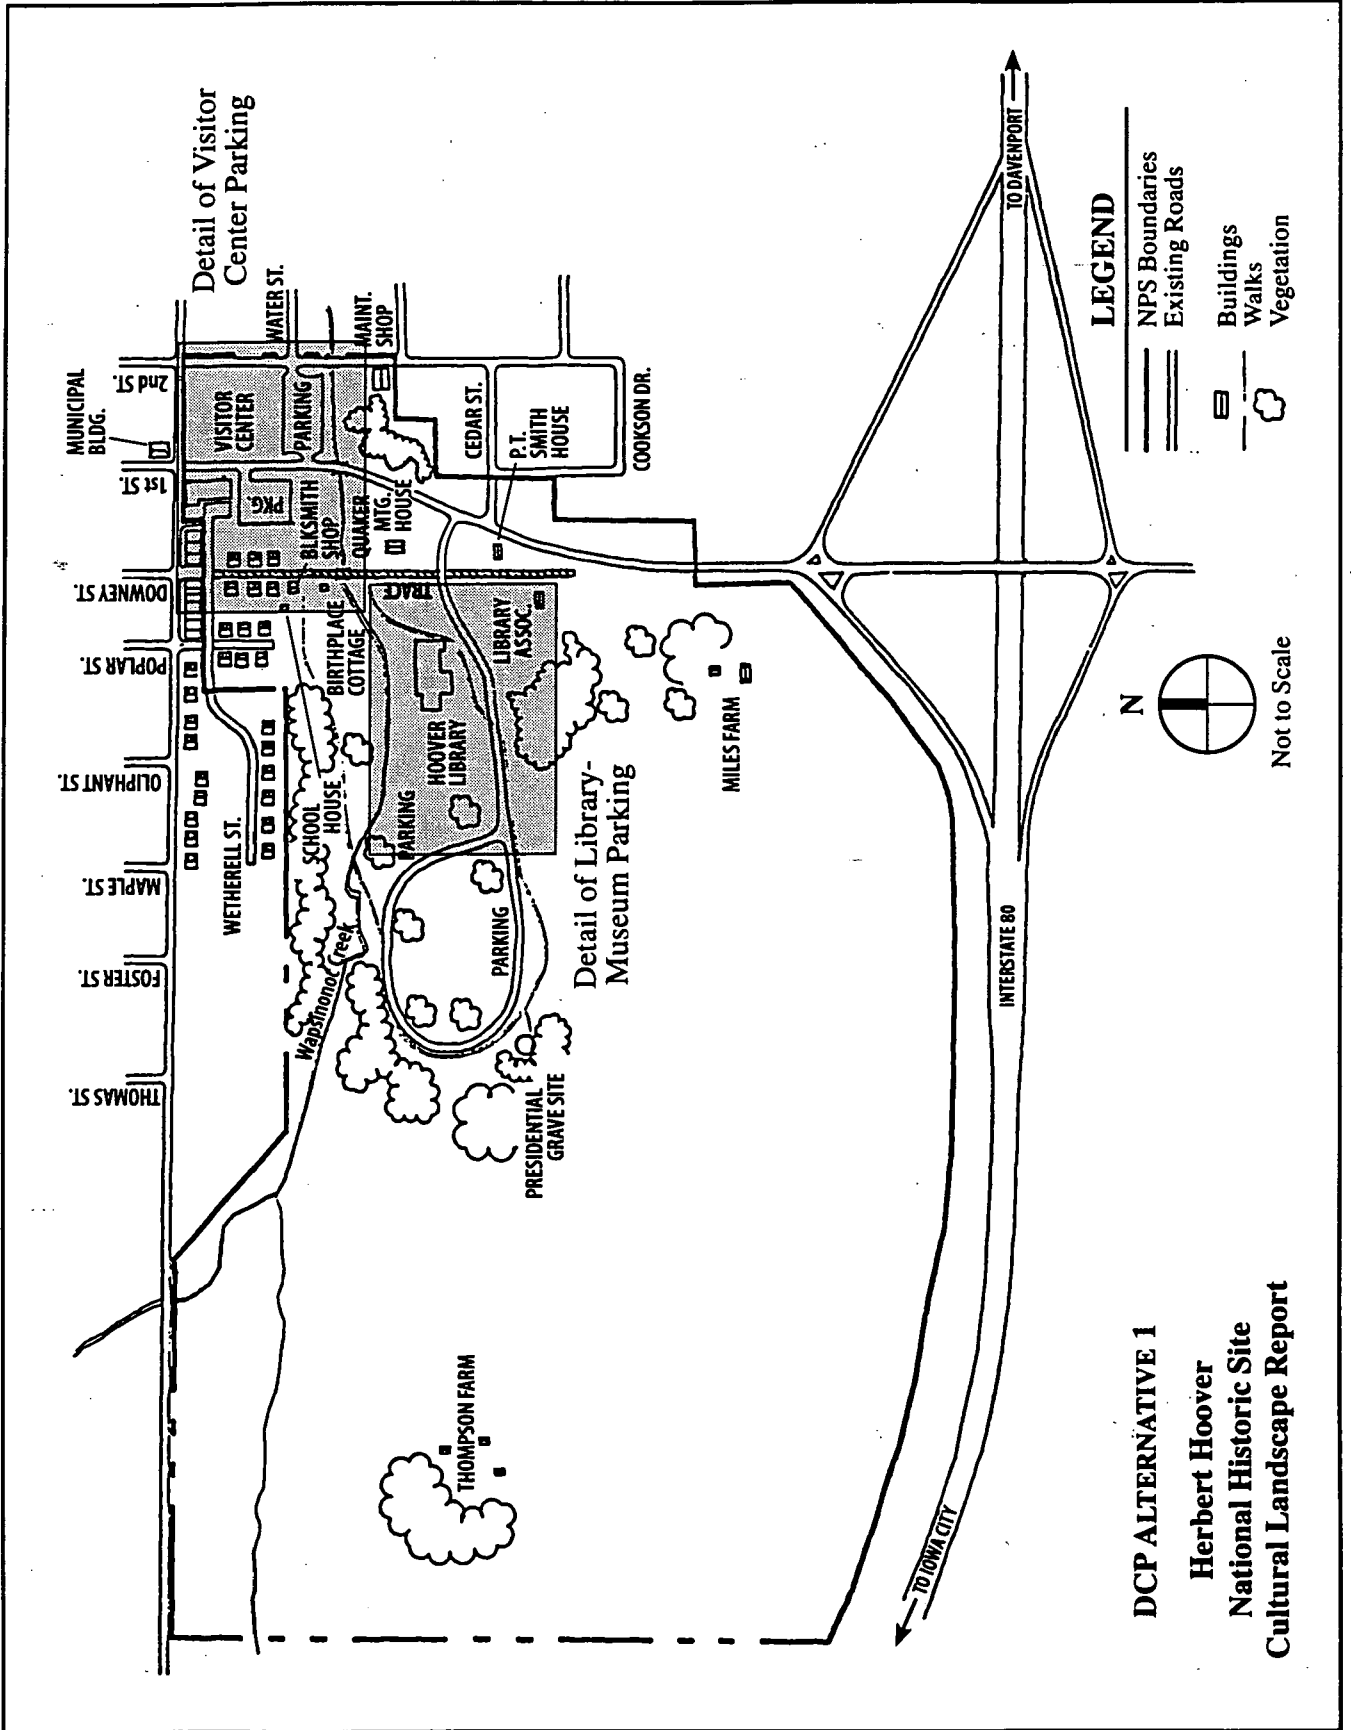 MUNICIPAL
BLDG.
Detail of Visitor
Center Parking
THOMAS ST.
FOSTER ST.
MAPLE ST.
OLIPHANT ST.
POPLAR ST.
DOWNEY ST.
1st ST.
2nd ST.
WATER ST.
VISITOR
CENTER
PARKING
PKG.
WETHERELL ST.
BLKSMITH
SHOP
MAINT.
SHOP
SCHOOL
HOUSE
BIRTHPLACE
COTTAGE
QUAKER
MTG.
HOUSE
Wapsinonoc Creek
TRACE
PARKING
HOOVER
LIBRARY
CEDAR ST.
PARKING
LIBRARY
ASSOC.
P.T.
SMITH
HOUSE
PRESIDENTIAL
GRAVE SITE
THOMPSON FARM
Detail of Library-
Museum Parking
COOKSON DR.
MILES FARM
TO IOWA CITY
INTERSTATE 80
TO DAVENPORT
DCP ALTERNATIVE 1
Herbert Hoover
National Historic Site
Cultural Landscape Report
N
Not to Scale
LEGEND
NPS Boundaries
Existing Roads
Buildings
Walks
Vegetation